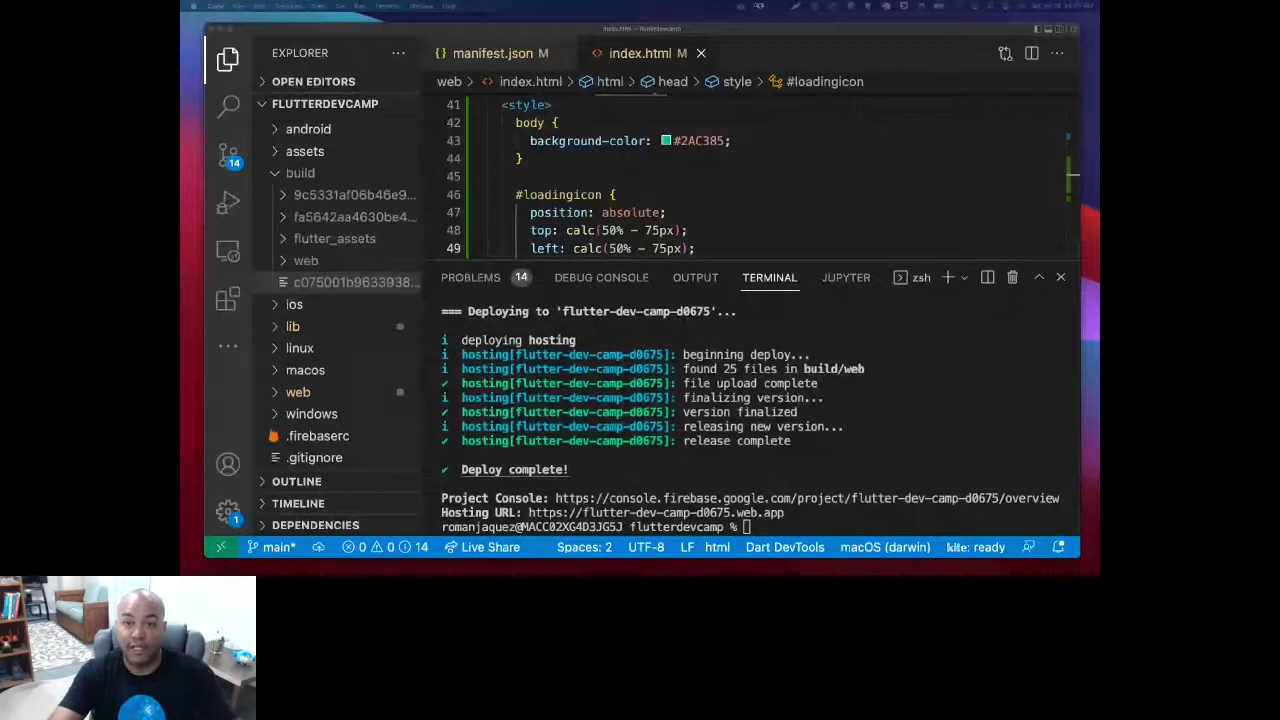 EXPLORER
OPEN EDITORS
FLUTTERDEVCAMP
android
assets
build
9c5331af06b46e9...
fa5642aa4630be4...
flutter_assets
web
c075001b9633938...
ios
lib
linux
macos
web
windows
.firebaserc
.gitignore
OUTLINE
TIMELINE
DEPENDENCIES
14
1
manifest.json M
index.html M
web > index.html > html > head > style > #loadingicon
41 <style>
42 body {
43 background-color: #2AC385;
44 }
45
46 #loadingicon {
47 position: absolute;
48 top: calc(50% - 75px);
49 left: calc(50% - 75px);
PROBLEMS 14 DEBUG CONSOLE OUTPUT TERMINAL JUPYTER zsh
=== Deploying to 'flutter-dev-camp-d0675'...
i deploying hosting
i hosting[flutter-dev-camp-d0675]: beginning deploy...
i hosting[flutter-dev-camp-d0675]: found 25 files in build/web
✔ hosting[flutter-dev-camp-d0675]: file upload complete
i hosting[flutter-dev-camp-d0675]: finalizing version...
✔ hosting[flutter-dev-camp-d0675]: version finalized
i hosting[flutter-dev-camp-d0675]: releasing new version...
✔ hosting[flutter-dev-camp-d0675]: release complete
✔ Deploy complete!
Project Console: https://console.firebase.google.com/project/flutter-dev-camp-d0675/overview
Hosting URL: https://flutter-dev-camp-d0675.web.app
romanjaquez@MACC02XG4D3JG5J flutterdevcamp %
main* 0 0 14 Live Share Spaces: 2 UTF-8 LF html Dart DevTools macOS (darwin) kite: ready